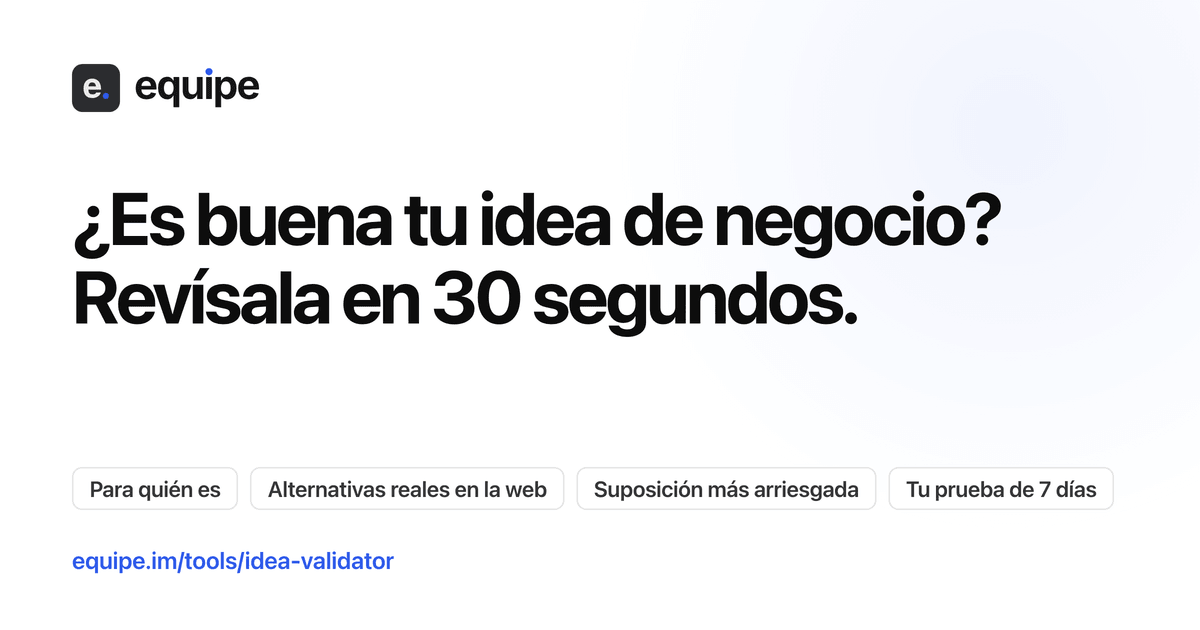 e.
equipe
¿Es buena tu idea de negocio?
Revísala en 30 segundos.
Para quién es
Alternativas reales en la web
Suposición más arriesgada
Tu prueba de 7 días
equipe.im/tools/idea-validator